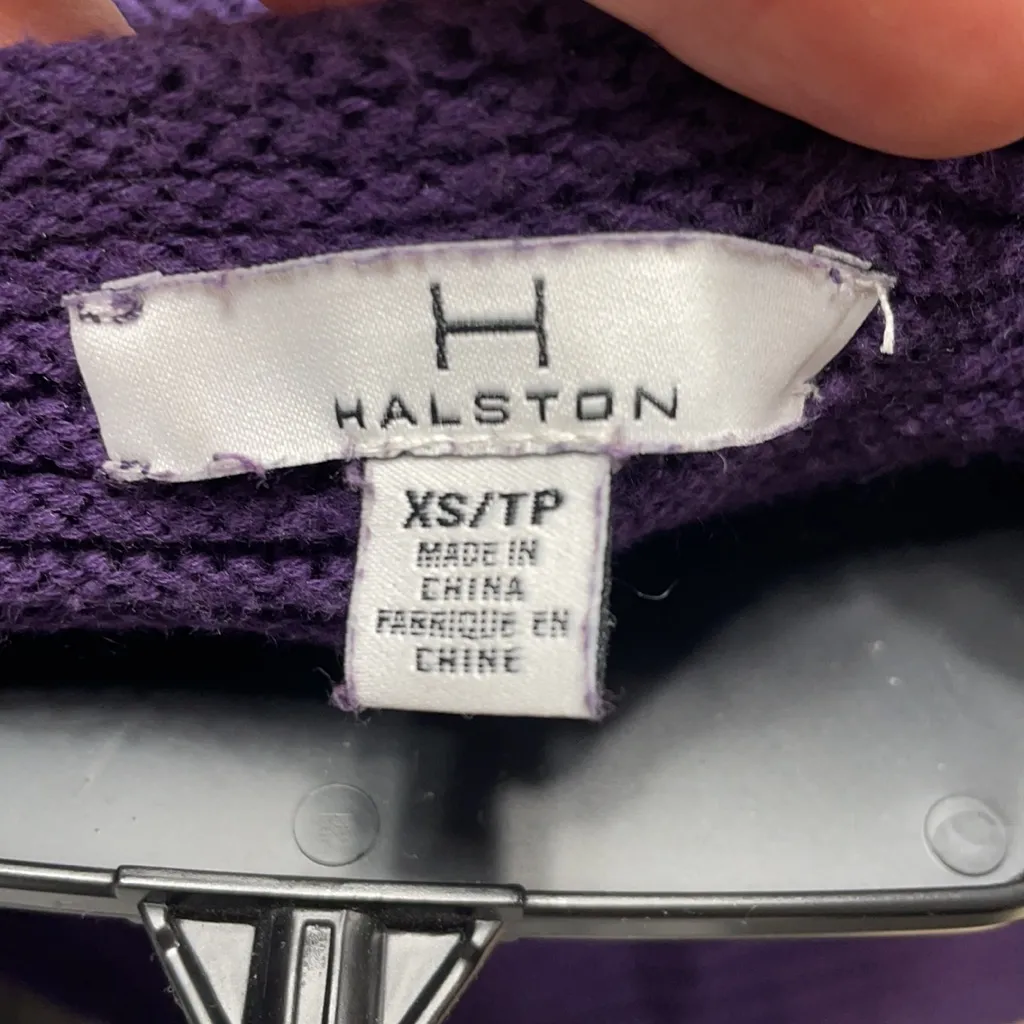 H
HALSTON
XS/TP
MADE IN
CHINA
FABRIQUE EN
CHINE